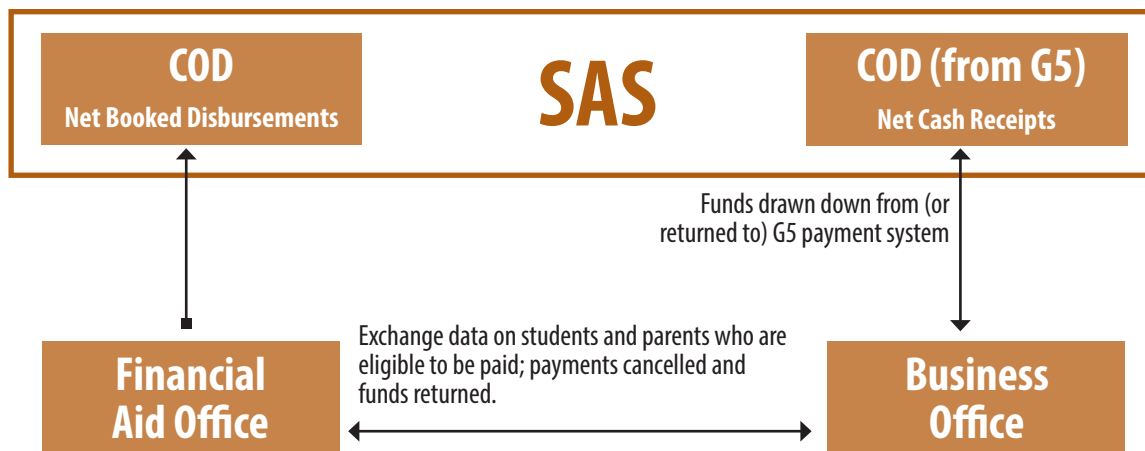 COD
Net Booked Disbursements
SAS
COD (from G5)
Net Cash Receipts
Funds drawn down from (or
returned to) G5 payment system
Exchange data on students and parents who are
eligible to be paid; payments cancelled and
funds returned.
Financial
Aid Office
Business
Office